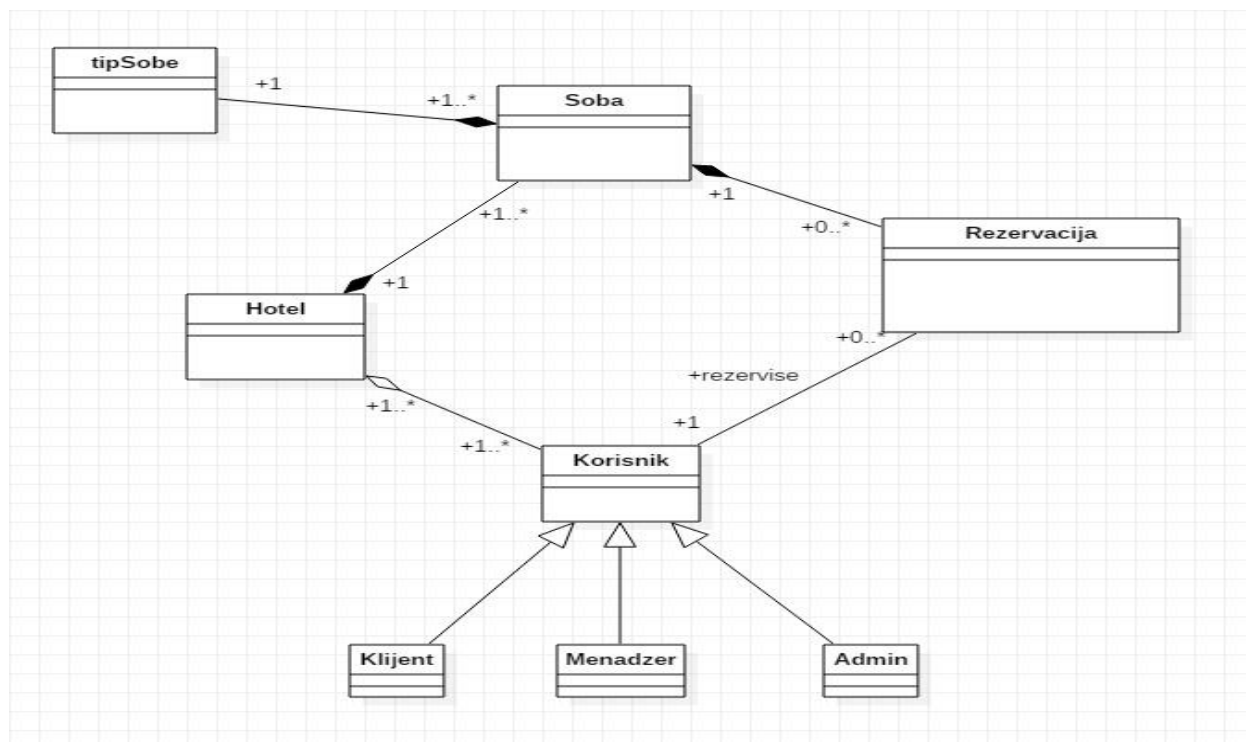 tipSobe
+1
+1..*
Soba
+1
+0..*
Rezervacija
+1..*
+1
Hotel
+0..*
+rezervise
+1..*
+1
+1..*
Korisnik
Klijent
Menadzer
Admin